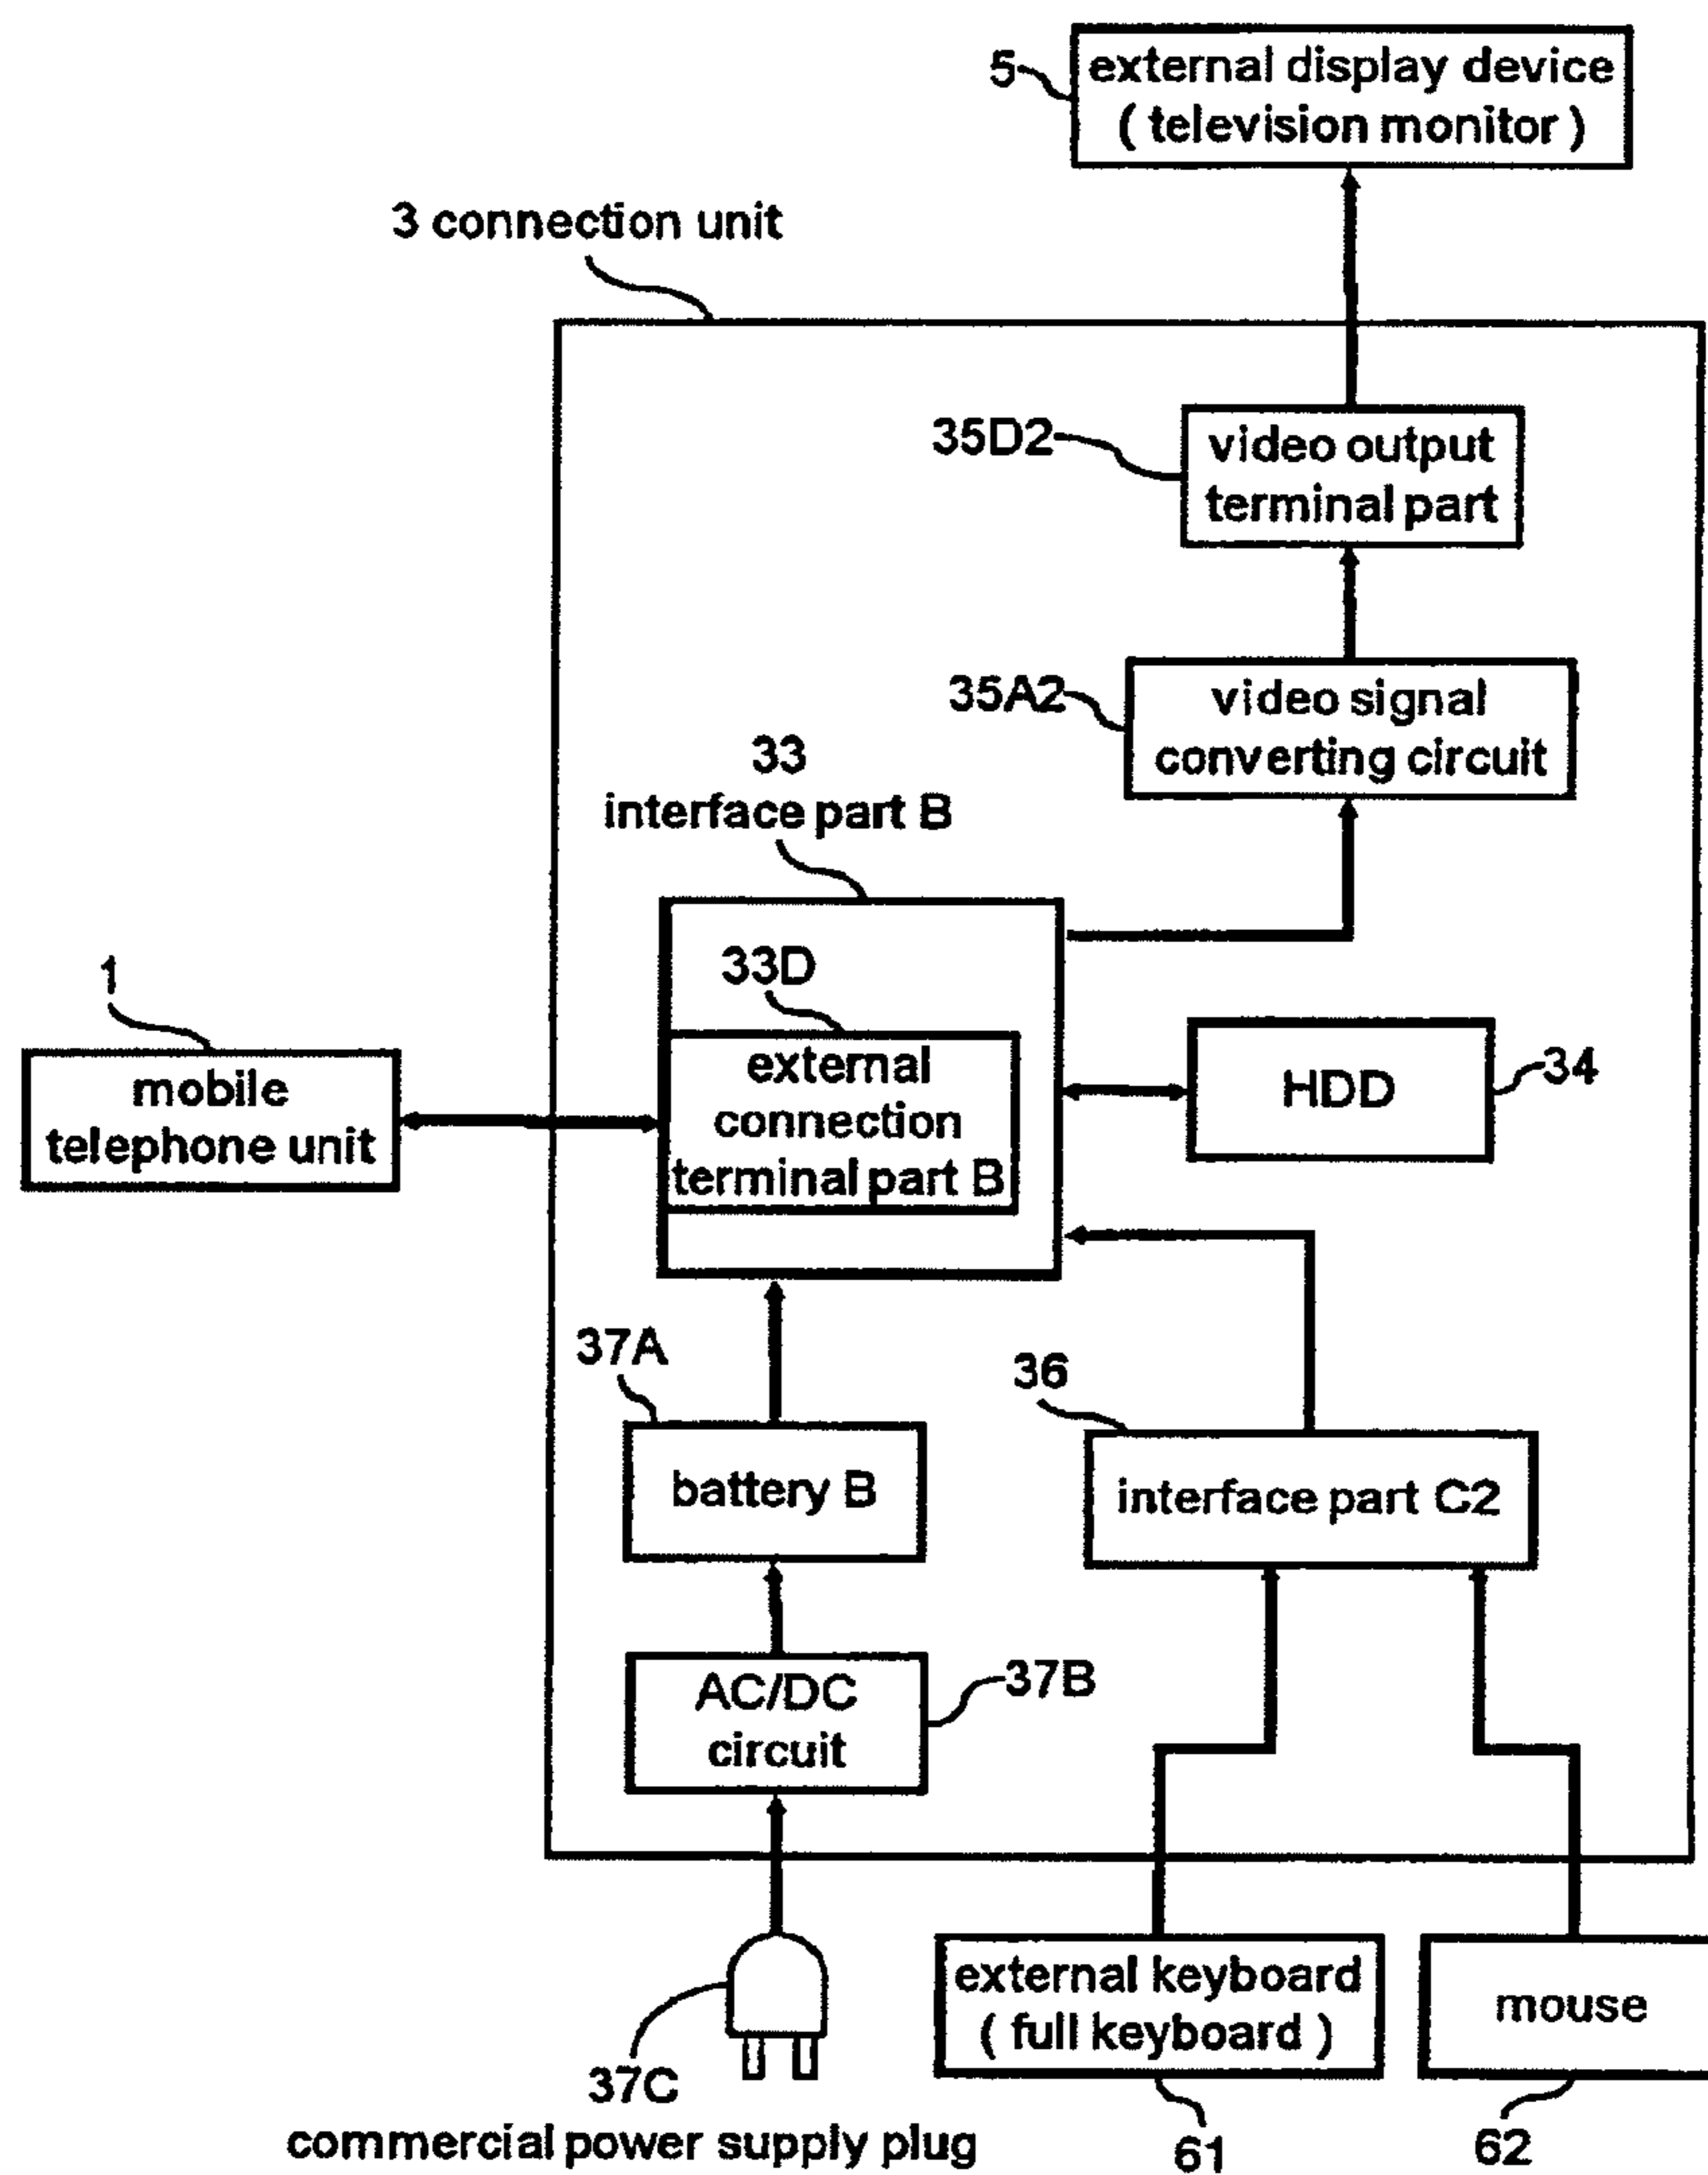 5
external display device
( television monitor )
3 connection unit
35D2
video output
terminal part
35A2
video signal
converting circuit
33
interface part B
33D
external
connection
terminal part B
1
mobile
telephone unit
HDD
34
37A
battery B
36
interface part C2
AC/DC
circuit
37B
external keyboard
( full keyboard )
mouse
37C
commercial power supply plug
61
62